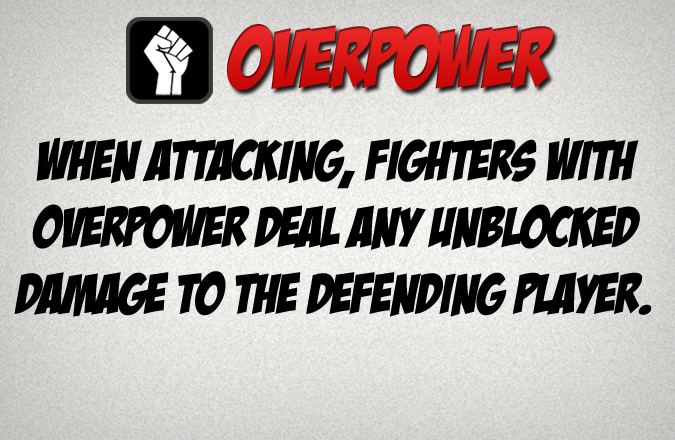 OVERPOWER
WHEN ATTACKING, FIGHTERS WITH
OVERPOWER DEAL ANY UNBLOCKED
DAMAGE TO THE DEFENDING PLAYER.